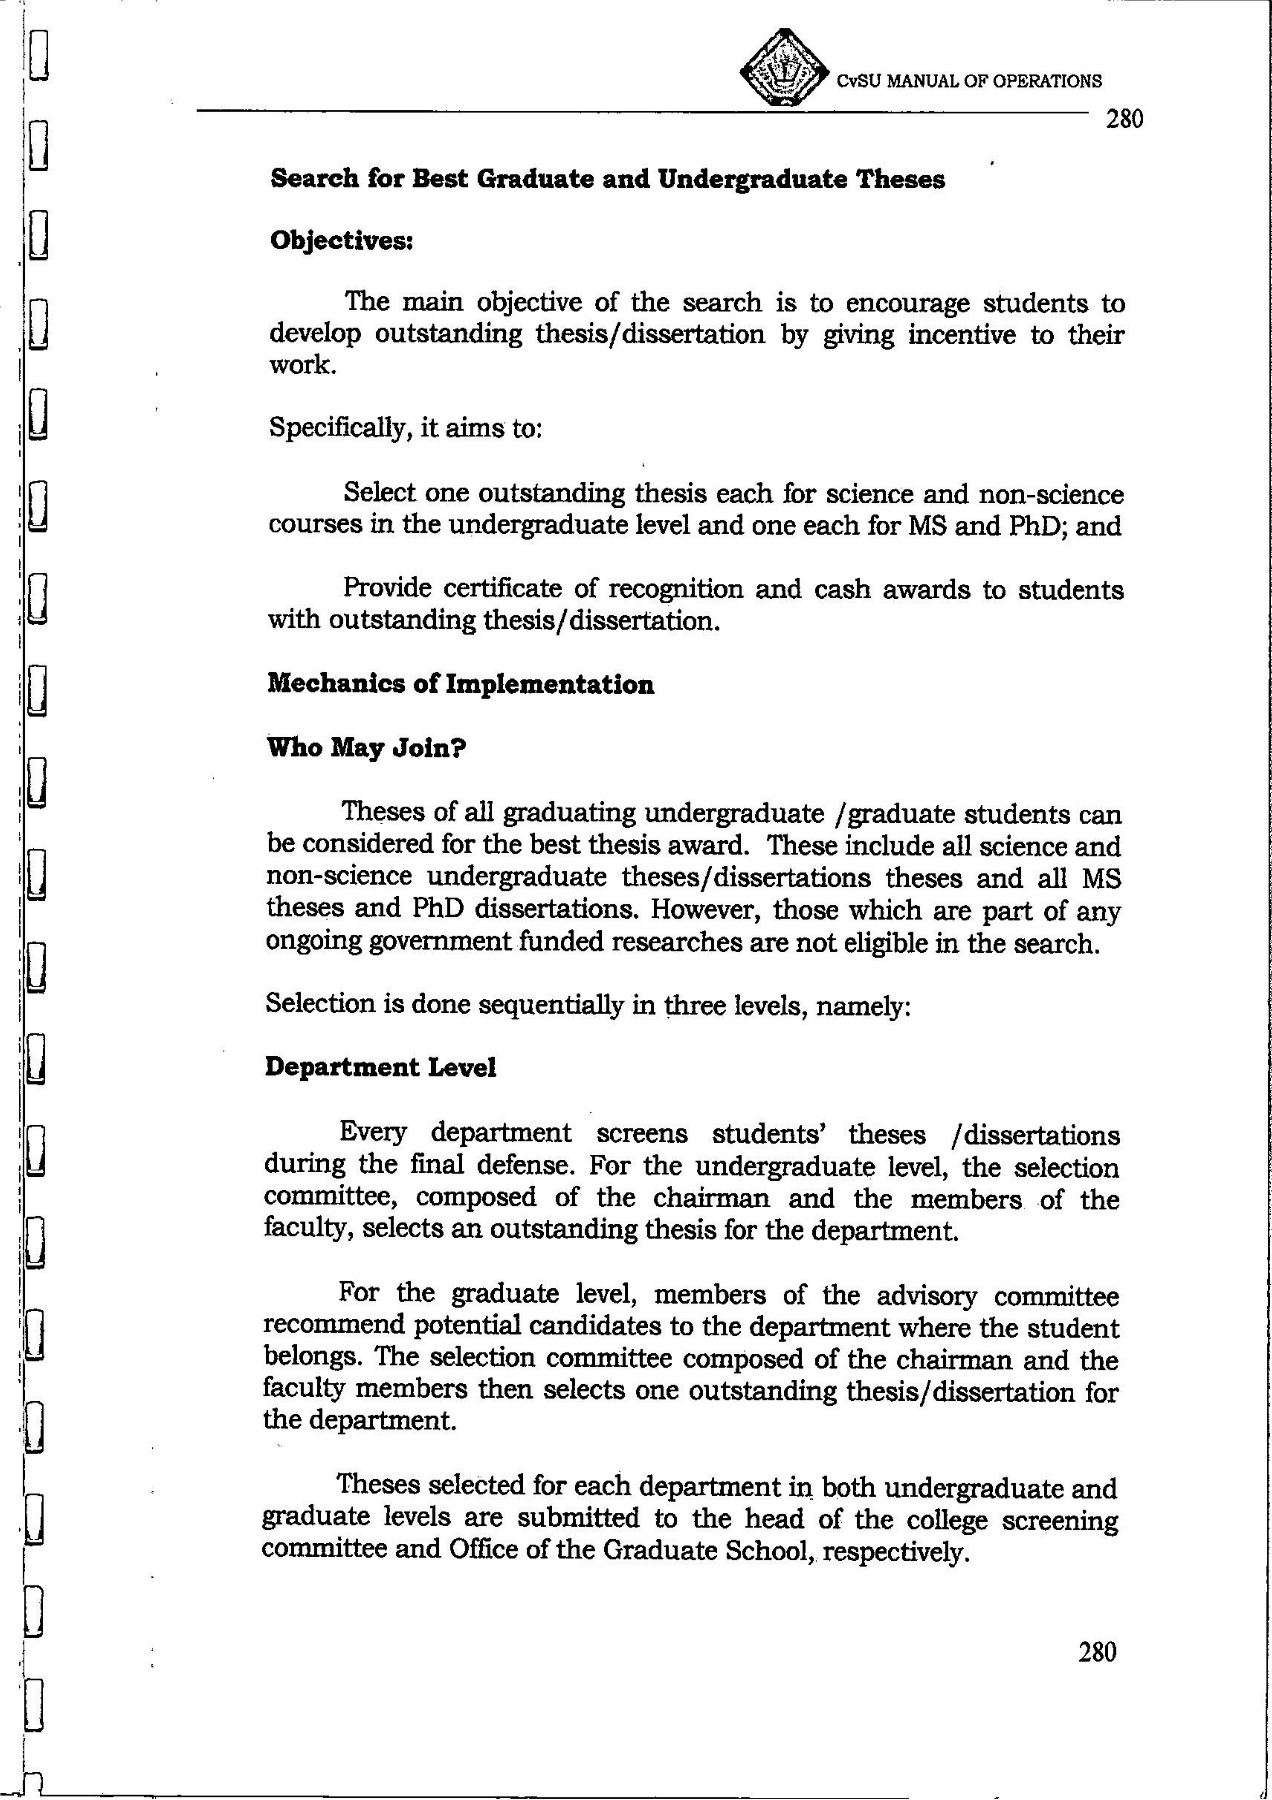 CvSU MANUAL OF OPERATIONS
280
Search for Best Graduate and Undergraduate Theses
Objectives:
The main objective of the search is to encourage students to
develop outstanding thesis/dissertation by giving incentive to their
work.
Specifically, it aims to:
Select one outstanding thesis each for science and non-science
courses in the undergraduate level and one each for MS and PhD; and
Provide certificate of recognition and cash awards to students
with outstanding thesis/dissertation.
Mechanics of Implementation
Who May Join?
Theses of all graduating undergraduate /graduate students can
be considered for the best thesis award. These include all science and
non-science undergraduate theses/dissertations theses and all MS
theses and PhD dissertations. However, those which are part of any
ongoing government funded researches are not eligible in the search.
Selection is done sequentially in three levels, namely:
Department Level
Every department screens students' theses /dissertations
during the final defense. For the undergraduate level, the selection
committee, composed of the chairman and the members of the
faculty, selects an outstanding thesis for the department.
For the graduate level, members of the advisory committee
recommend potential candidates to the department where the student
belongs. The selection committee composed of the chairman and the
faculty members then selects one outstanding thesis/dissertation for
the department.
Theses selected for each department in both undergraduate and
graduate levels are submitted to the head of the college screening
committee and Office of the Graduate School, respectively.
280